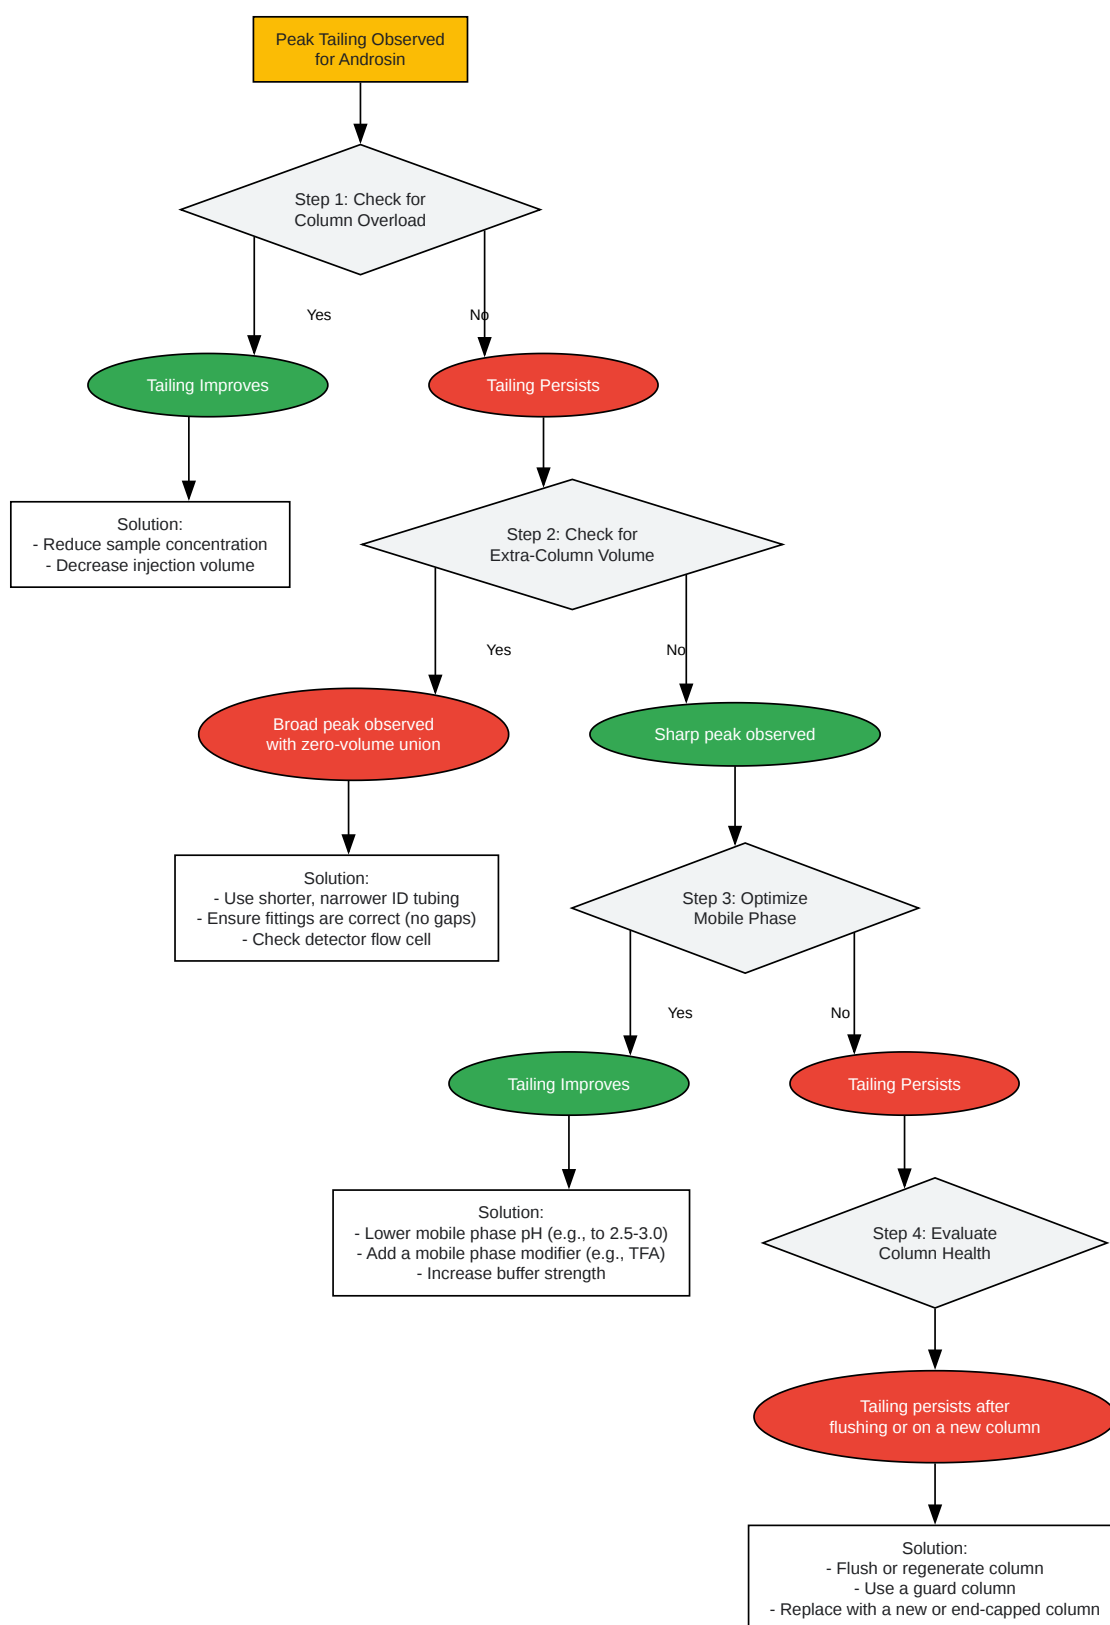 Peak Tailing Observed
for Androsin
Step 1: Check for
Column Overload
Yes
No
Tailing Improves
Tailing Persists
Solution:
- Reduce sample concentration
- Decrease injection volume
Step 2: Check for
Extra-Column Volume
Yes
No
Broad peak observed
with zero-volume union
Sharp peak observed
Solution:
- Use shorter, narrower ID tubing
- Ensure fittings are correct (no gaps)
- Check detector flow cell
Step 3: Optimize
Mobile Phase
Yes
No
Tailing Improves
Tailing Persists
Solution:
- Lower mobile phase pH (e.g., to 2.5-3.0)
- Add a mobile phase modifier (e.g., TFA)
- Increase buffer strength
Step 4: Evaluate
Column Health
Tailing persists after
flushing or on a new column
Solution:
- Flush or regenerate column
- Use a guard column
- Replace with a new or end-capped column